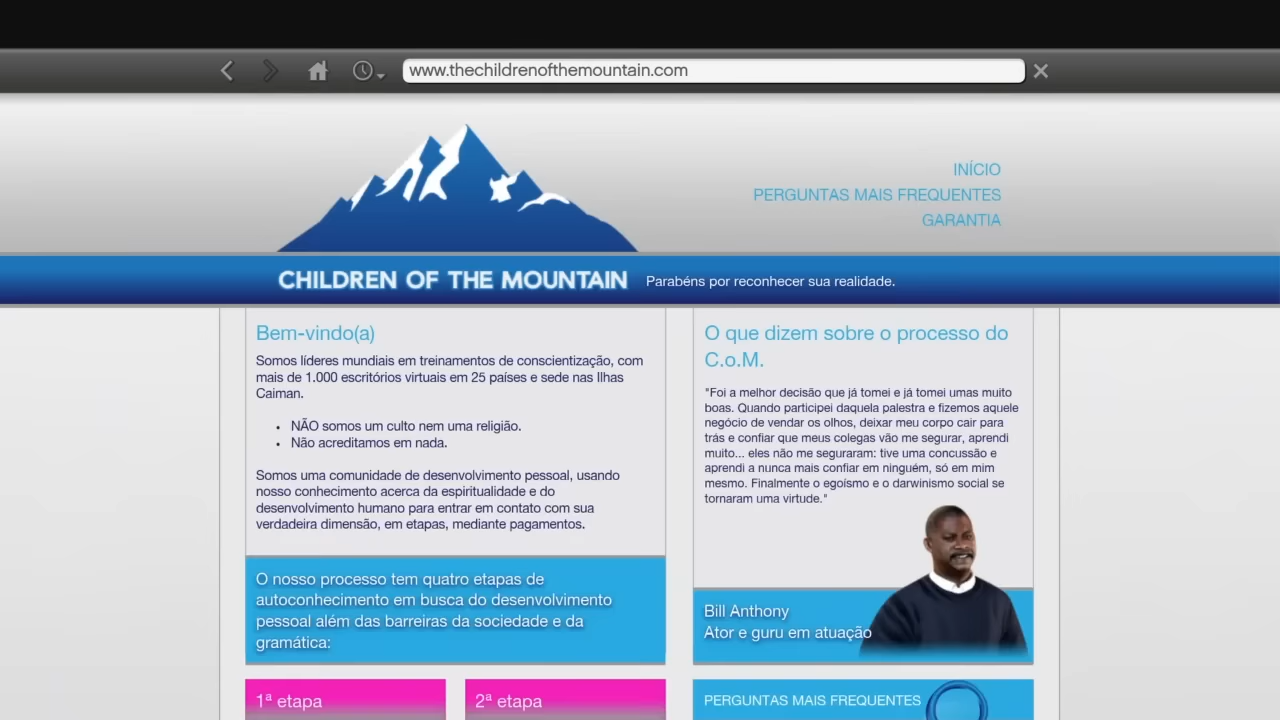 www.thechildrenofthemountain.com
INÍCIO
PERGUNTAS MAIS FREQUENTES
GARANTIA
CHILDREN OF THE MOUNTAIN Parabéns por reconhecer sua realidade.
Bem-vindo(a)
Somos líderes mundiais em treinamentos de conscientização, com
mais de 1.000 escritórios virtuais em 25 países e sede nas Ilhas
Caiman.
• NÃO somos um culto nem uma religião.
• Não acreditamos em nada.
Somos uma comunidade de desenvolvimento pessoal, usando
nosso conhecimento acerca da espiritualidade e do
desenvolvimento humano para entrar em contato com sua
verdadeira dimensão, em etapas, mediante pagamentos.
O nosso processo tem quatro etapas de
autoconhecimento em busca do desenvolvimento
pessoal além das barreiras da sociedade e da
gramática:
1ª etapa
2ª etapa
O que dizem sobre o processo do
C.o.M.
"Foi a melhor decisão que já tomei e já tomei umas muito
boas. Quando participei daquela palestra e fizemos aquele
negócio de vendar os olhos, deixar meu corpo cair para
trás e confiar que meus colegas vão me segurar, aprendi
muito... eles não me seguraram: tive uma concussão e
aprendi a nunca mais confiar em ninguém, só em mim
mesmo. Finalmente o egoísmo e o darwinismo social se
tornaram uma virtude."
Bill Anthony
Ator e guru em atuação
PERGUNTAS MAIS FREQUENTES